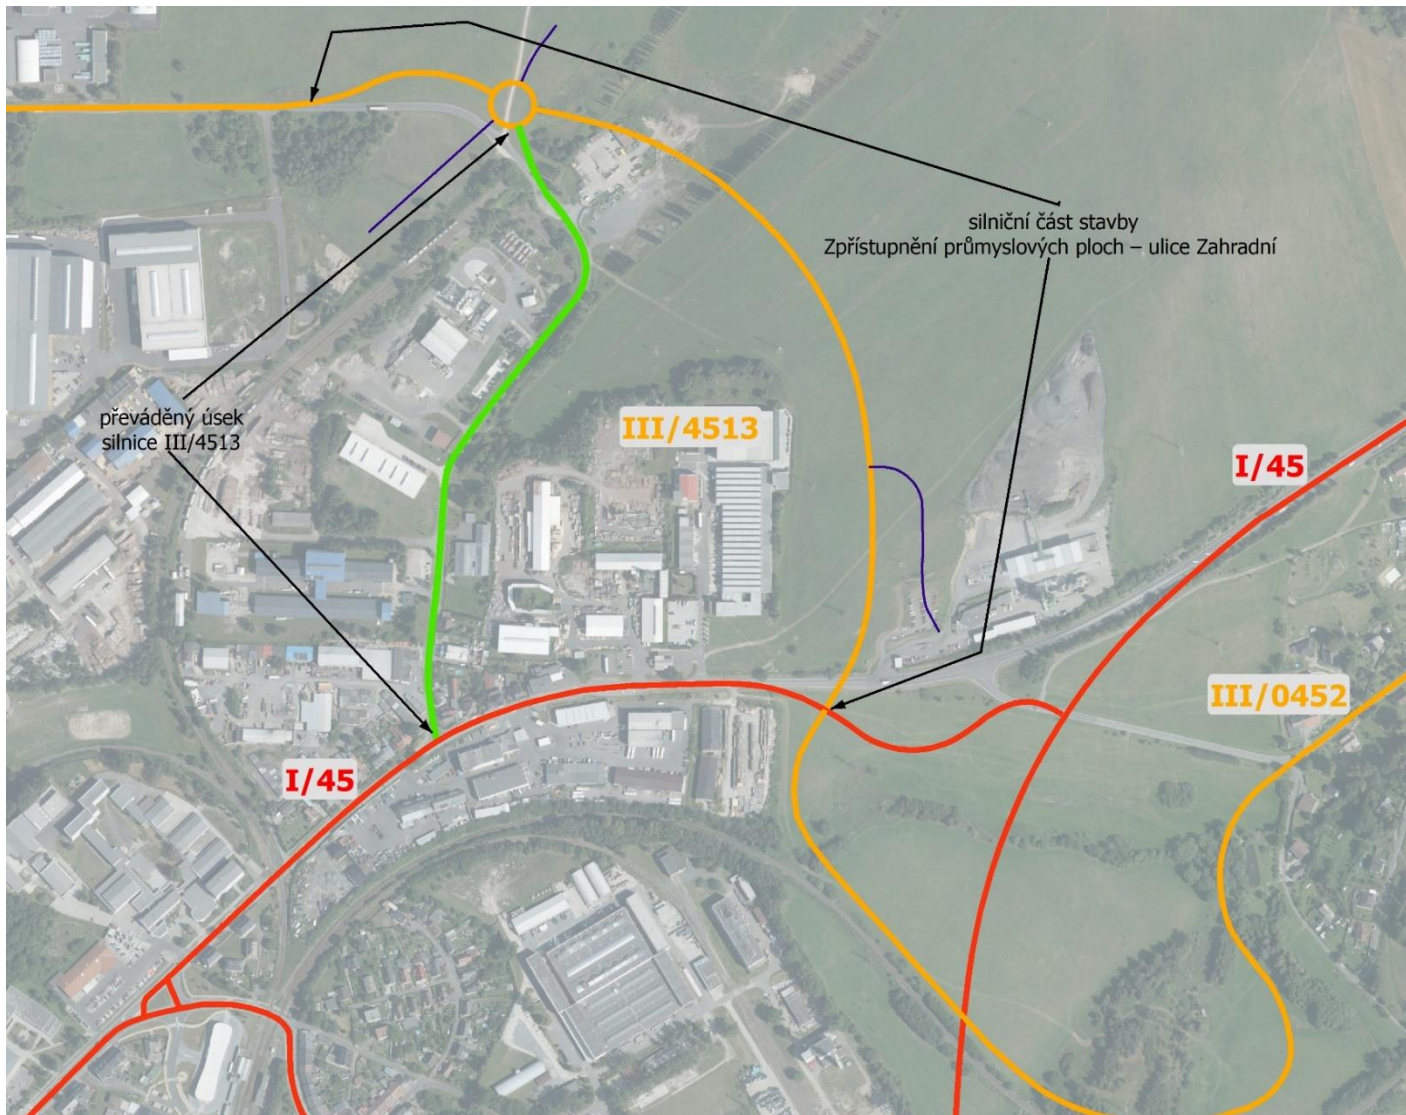 silniční část stavby
Zpřístupnění průmyslových ploch – ulice Zahradní
převáděný úsek
silnice III/4513
III/4513
I/45
III/0452
I/45